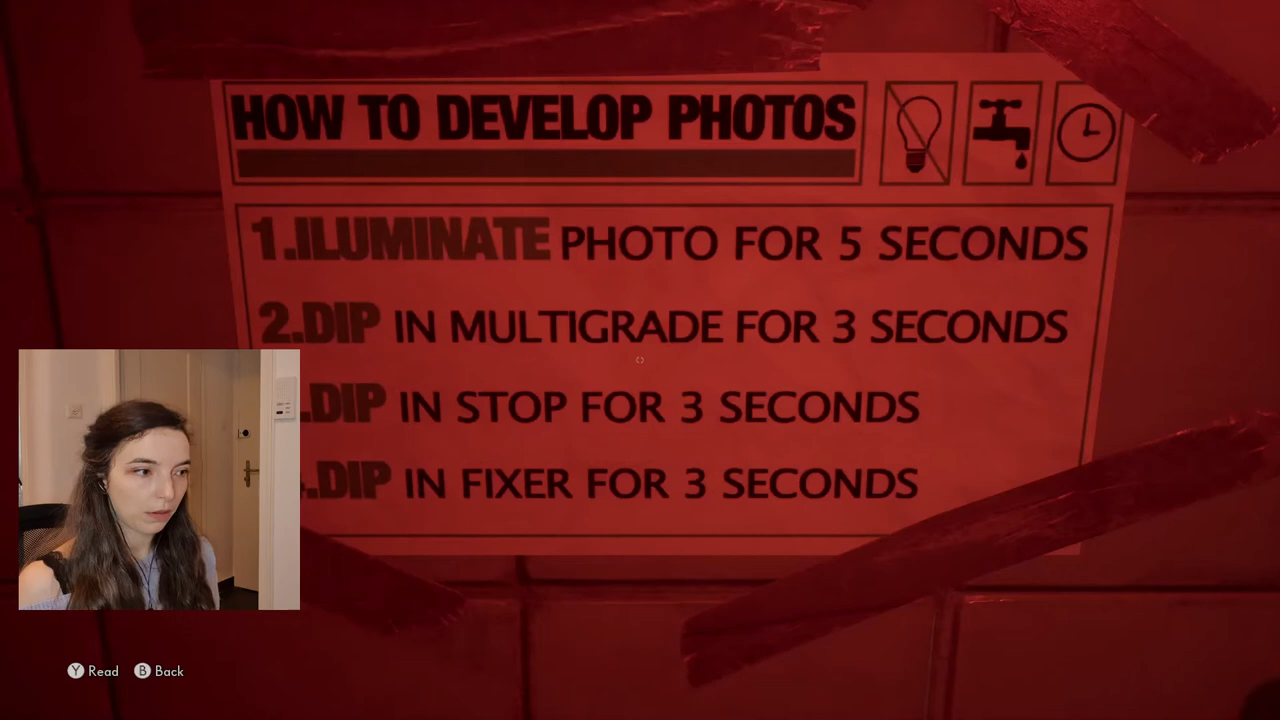 HOW TO DEVELOP PHOTOS
1.ILUMINATE PHOTO FOR 5 SECONDS
2.DIP IN MULTIGRADE FOR 3 SECONDS
.DIP IN STOP FOR 3 SECONDS
.DIP IN FIXER FOR 3 SECONDS
Y Read B Back